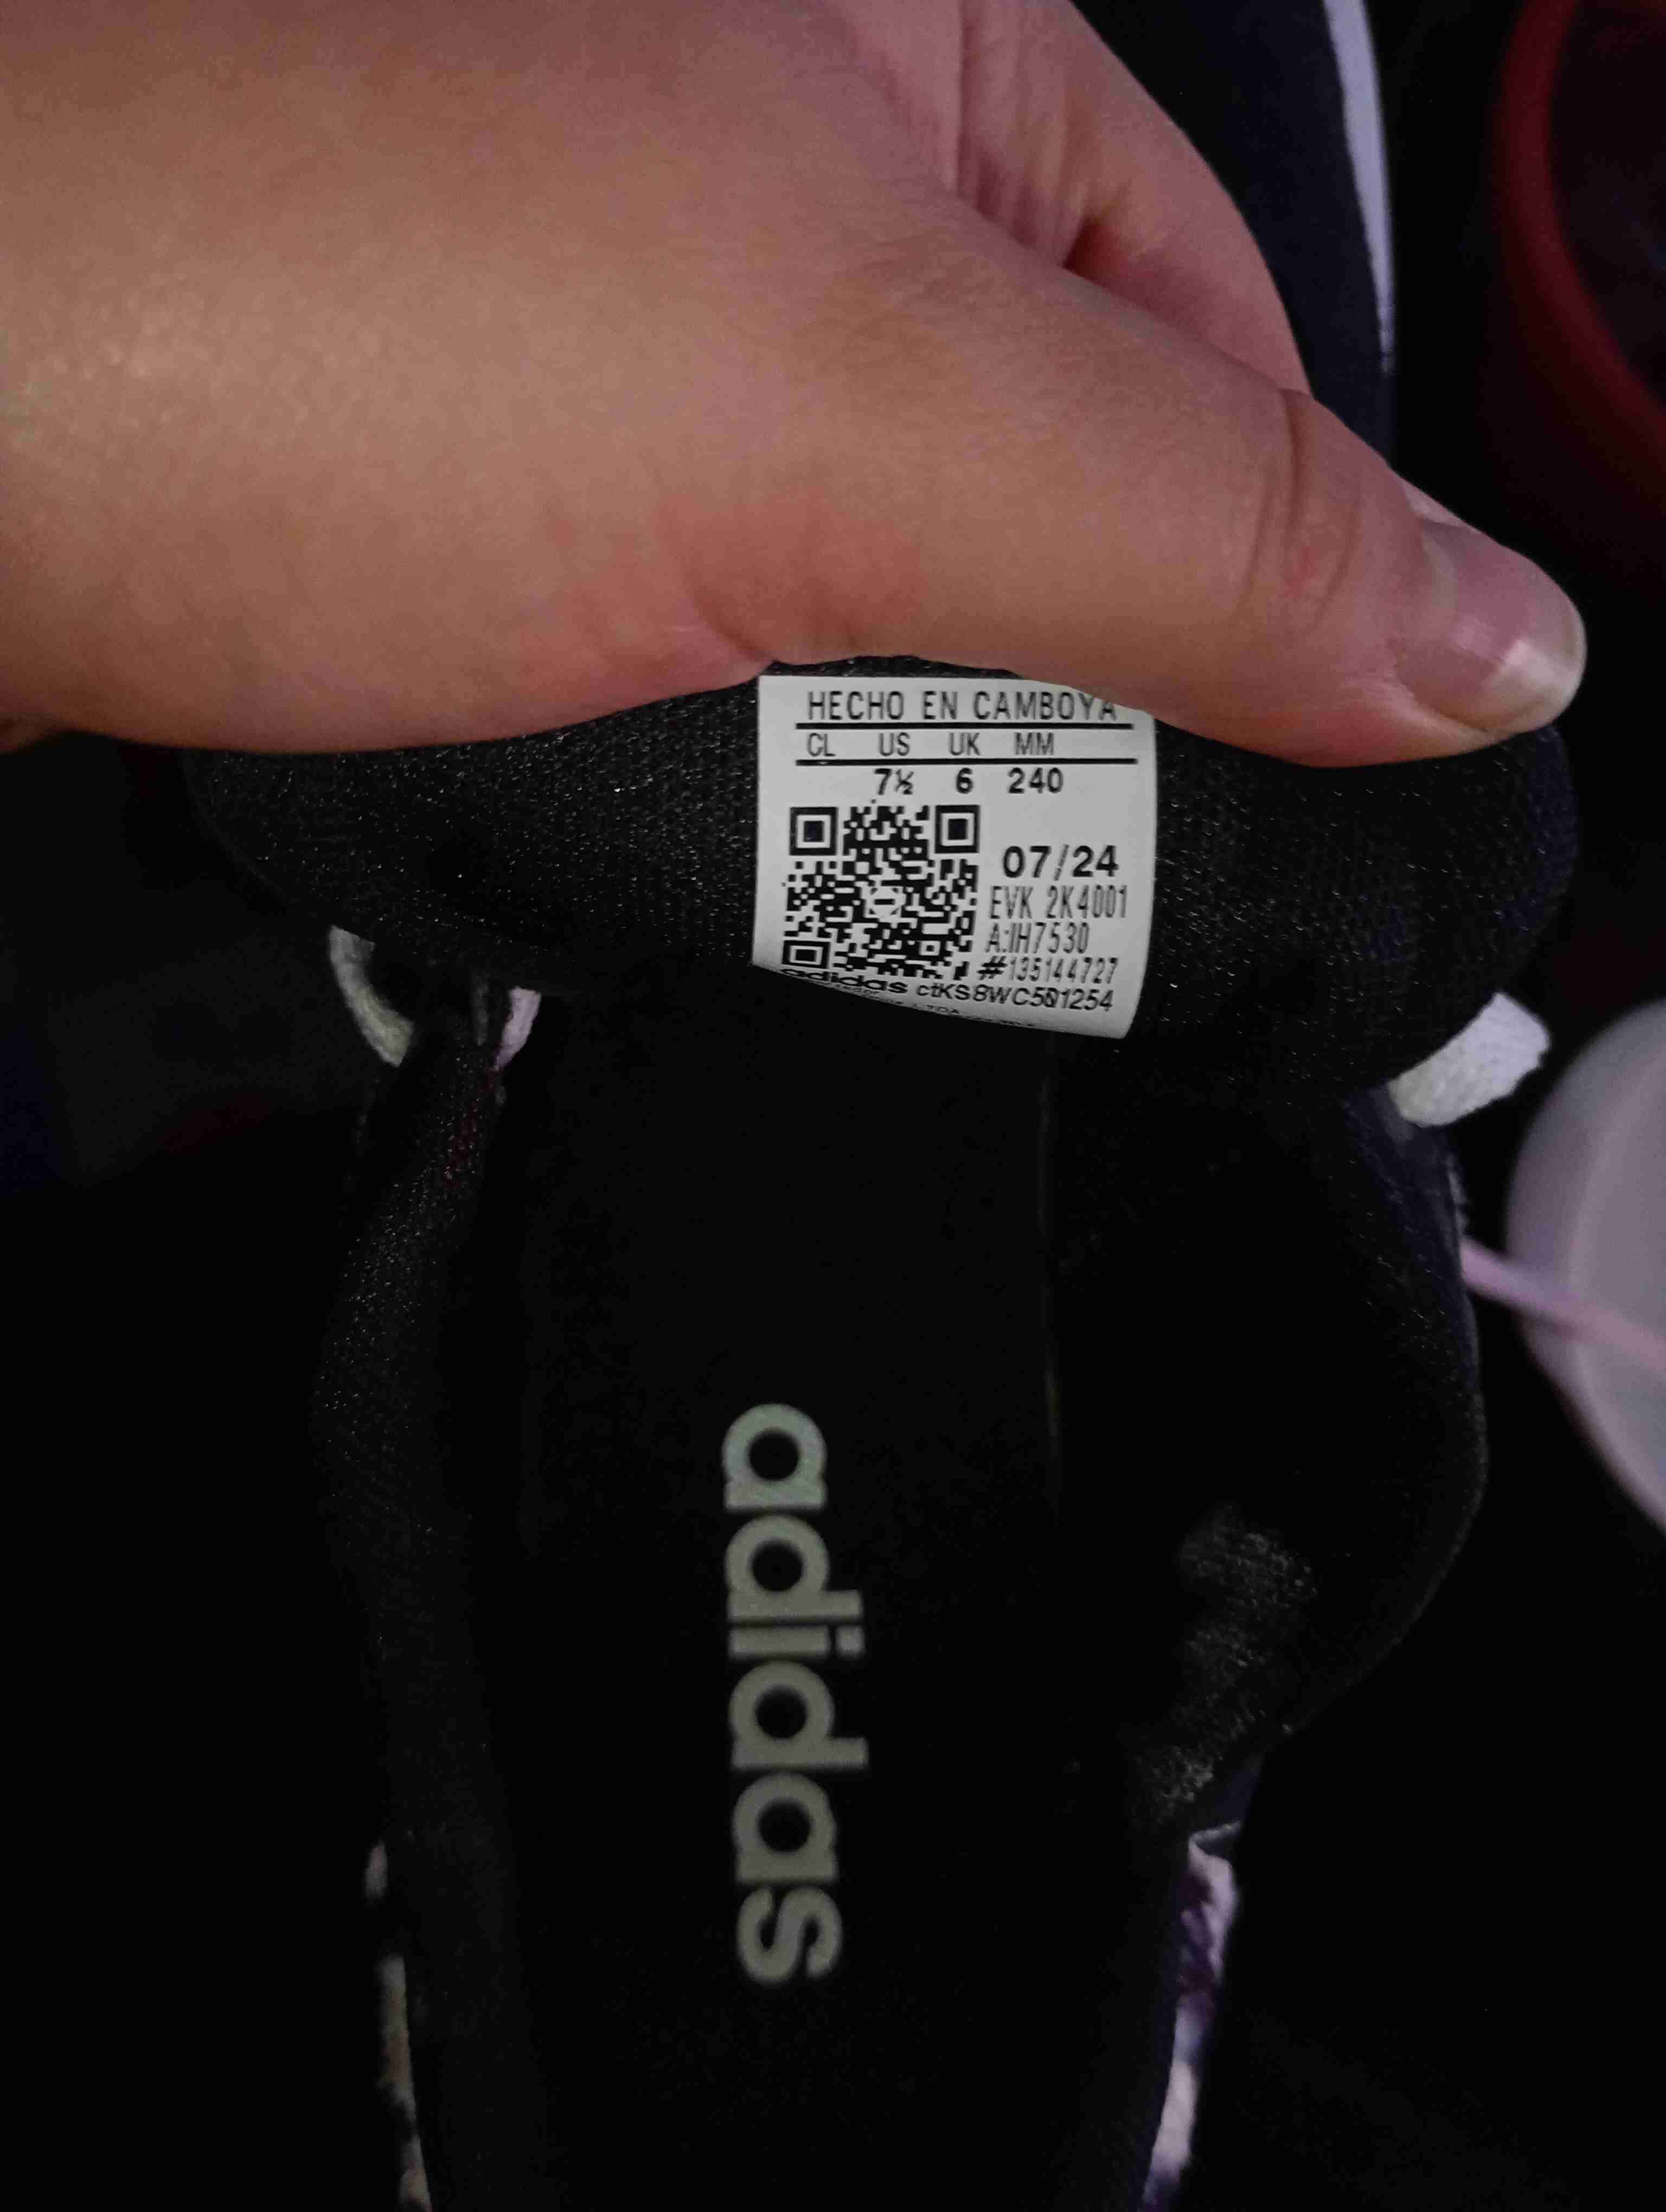 HECHO EN CAMBOYA
CL US UK MM
7½ 6 240
07/24
EVK 2K4001
A:IH7530
#135144727
adidas ctKS8WC501254
adidas